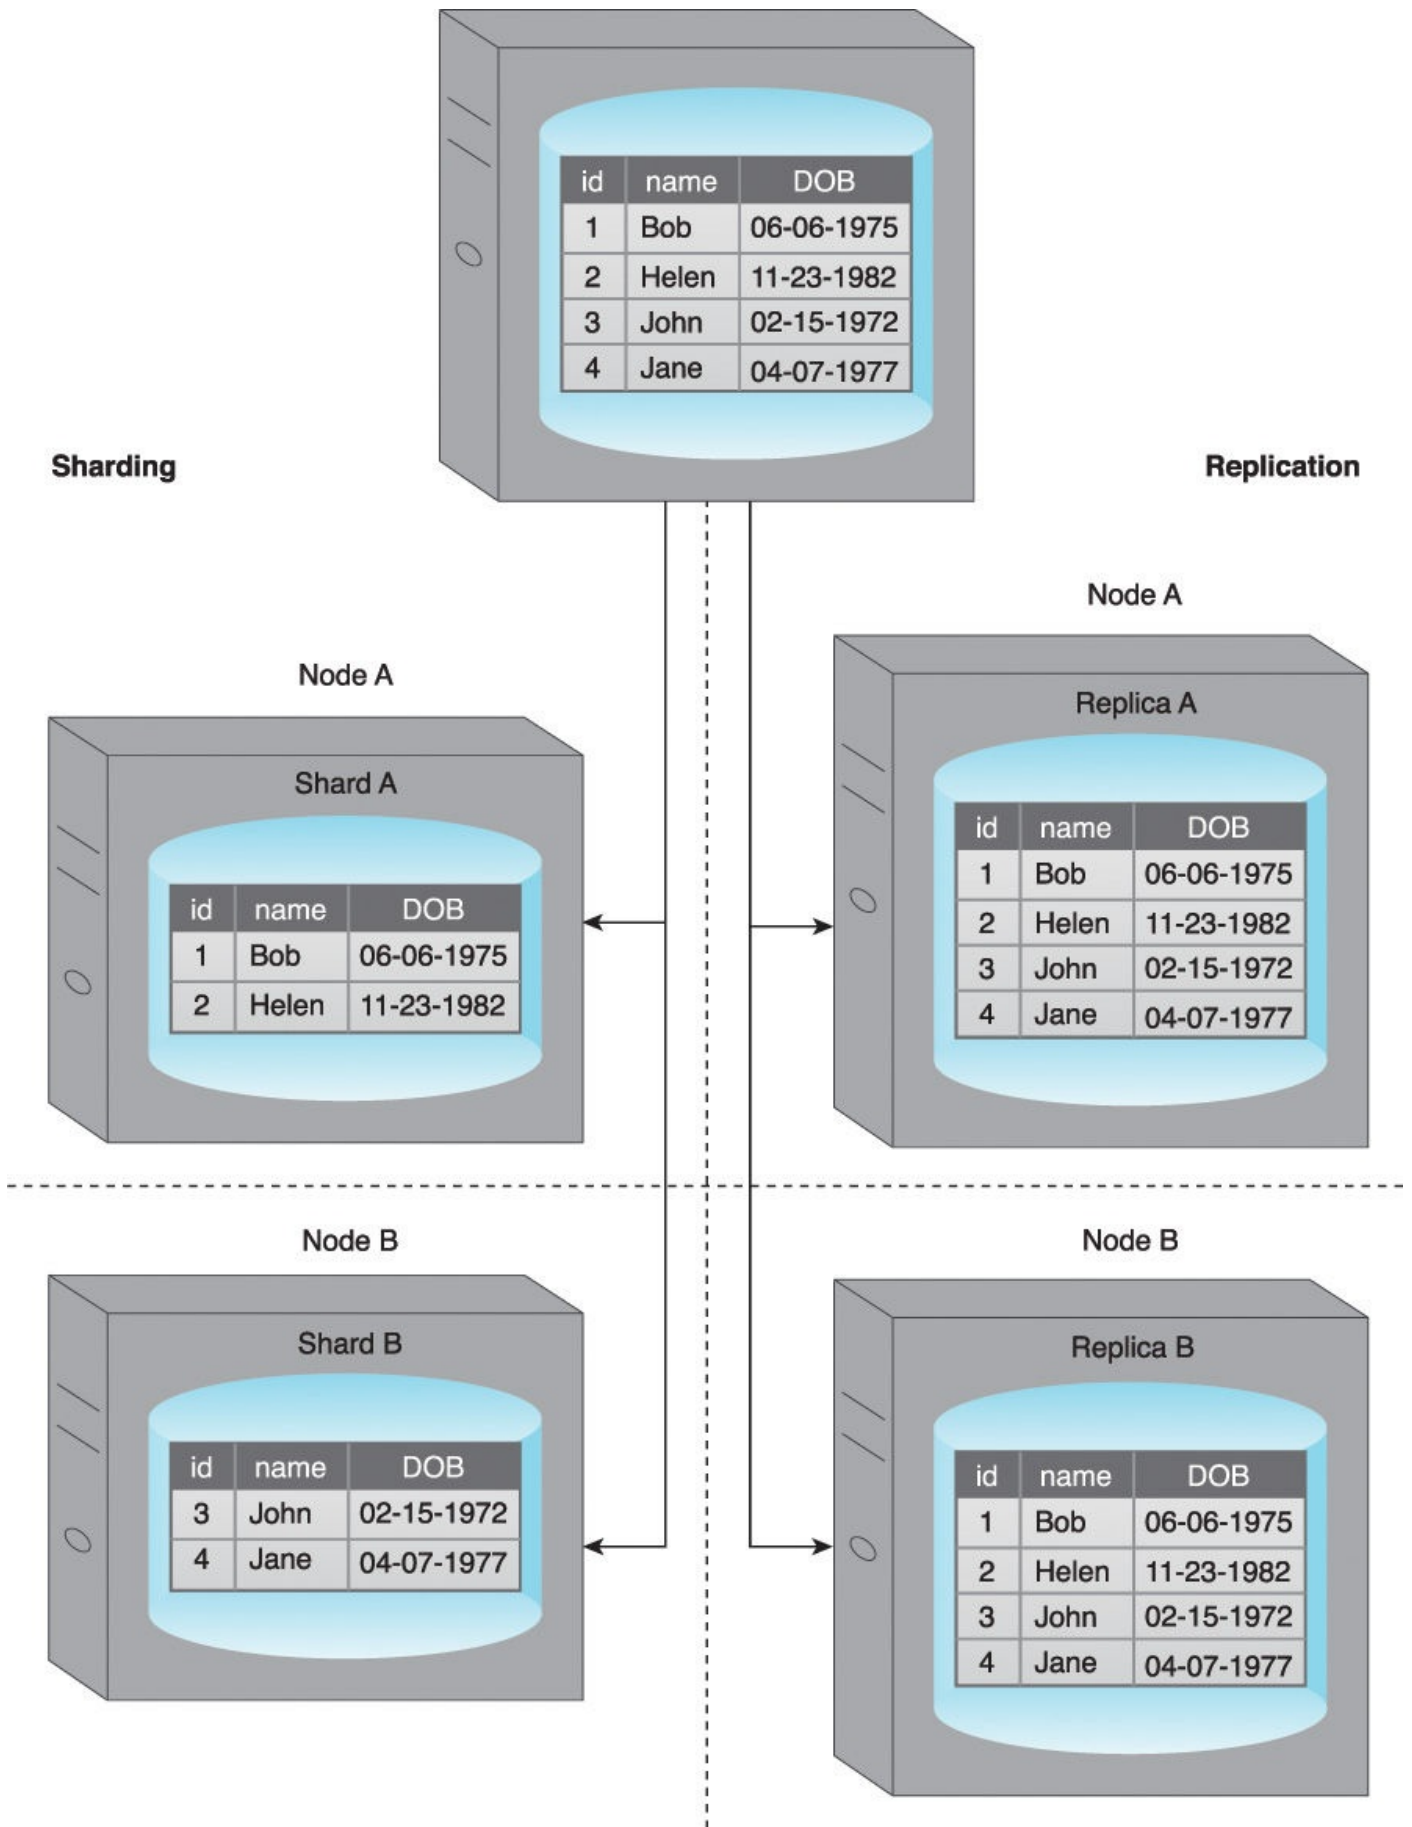 id name DOB
1 Bob 06-06-1975
2 Helen 11-23-1982
3 John 02-15-1972
4 Jane 04-07-1977
Sharding
Replication
Node A
Shard A
id name DOB
1 Bob 06-06-1975
2 Helen 11-23-1982
Node A
Replica A
id name DOB
1 Bob 06-06-1975
2 Helen 11-23-1982
3 John 02-15-1972
4 Jane 04-07-1977
Node B
Shard B
id name DOB
3 John 02-15-1972
4 Jane 04-07-1977
Node B
Replica B
id name DOB
1 Bob 06-06-1975
2 Helen 11-23-1982
3 John 02-15-1972
4 Jane 04-07-1977